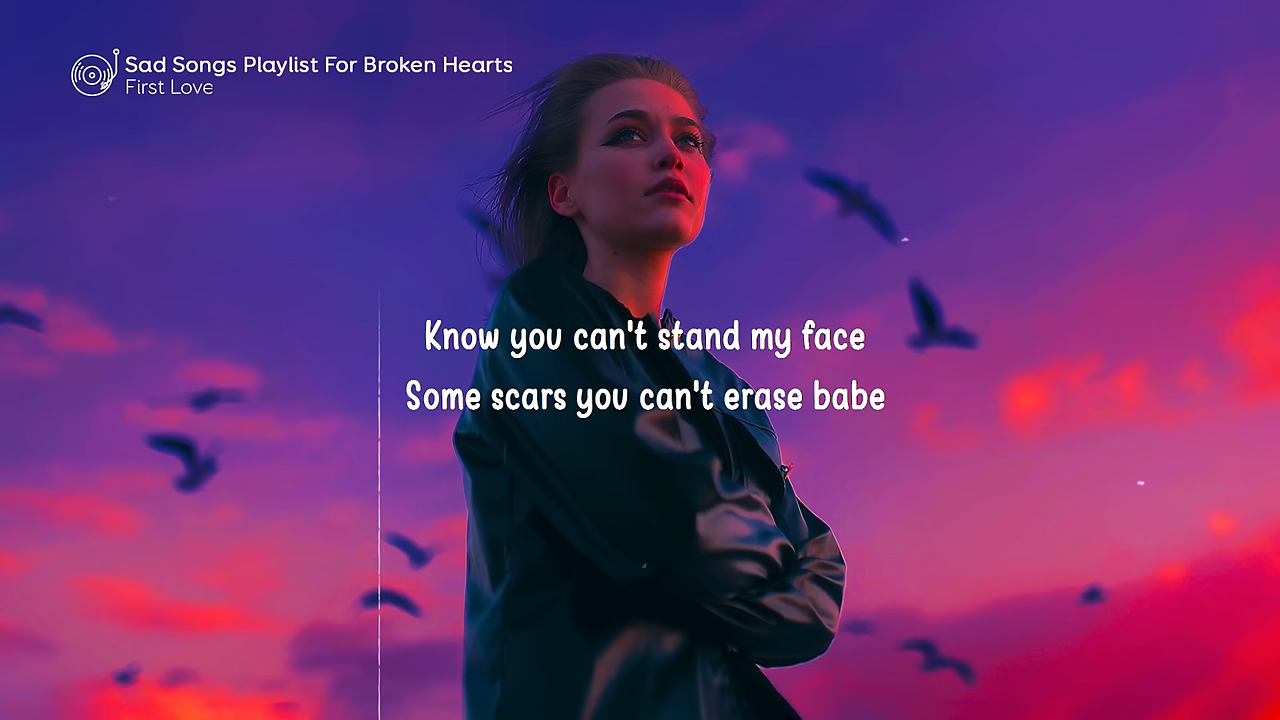 Sad Songs Playlist For Broken Hearts
First Love
Know you can't stand my face
Some scars you can't erase babe